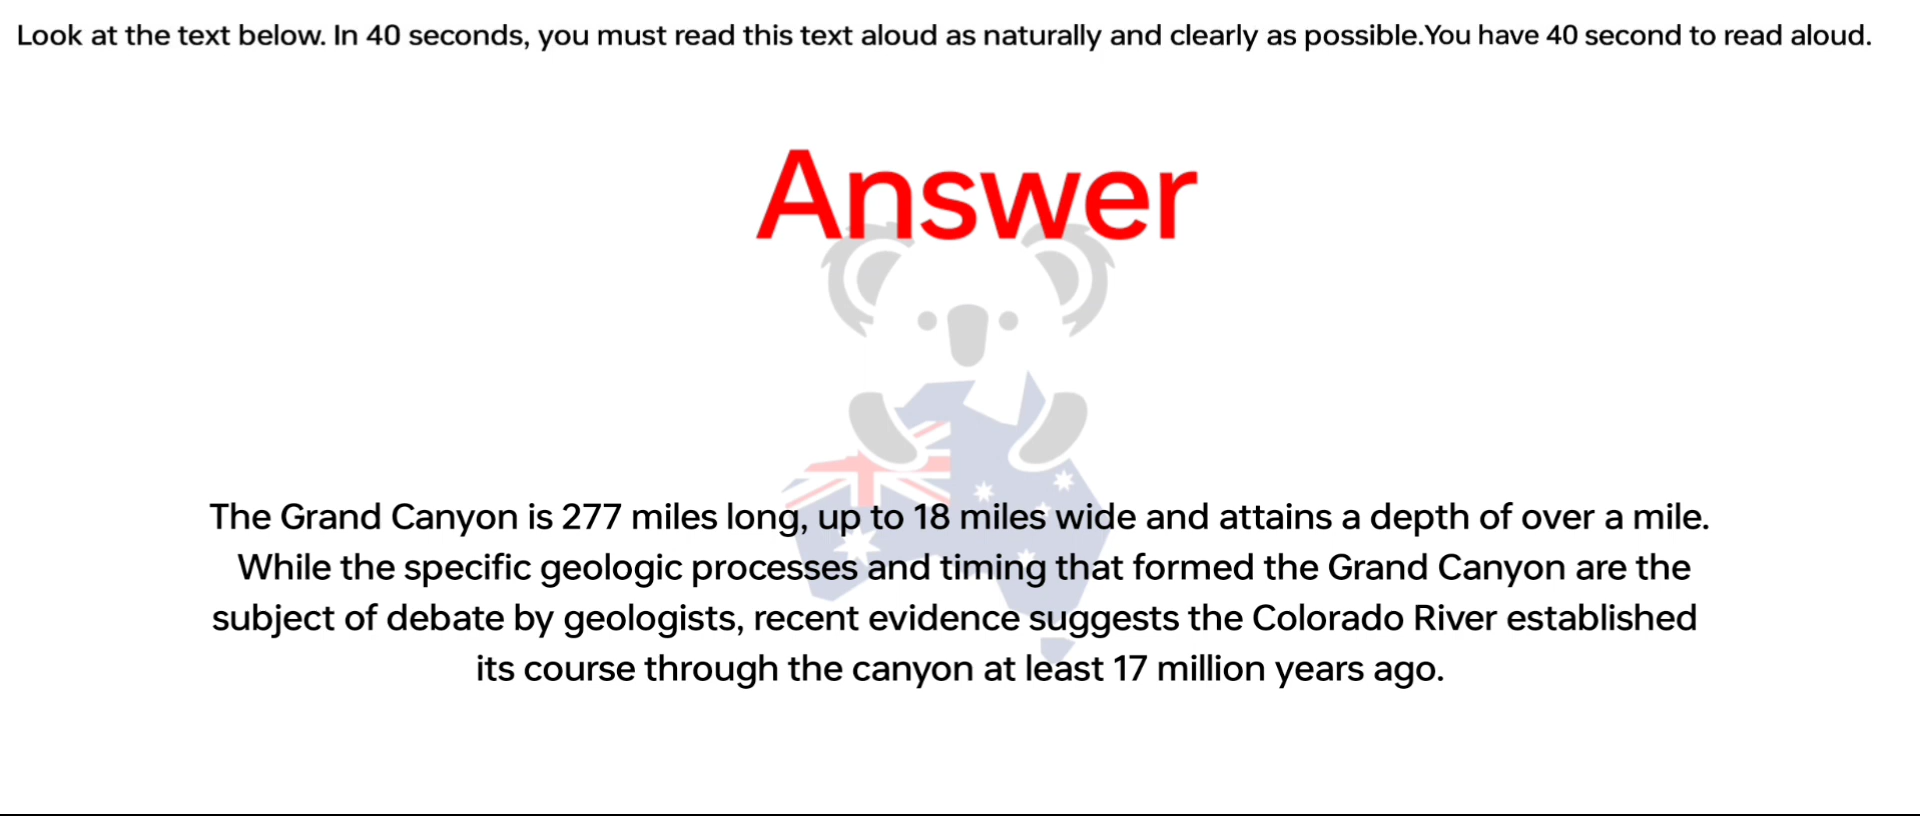 Look at the text below. In 40 seconds, you must read this text aloud as naturally and clearly as possible.You have 40 second to read aloud.
Answer
The Grand Canyon is 277 miles long, up to 18 miles wide and attains a depth of over a mile.
While the specific geologic processes and timing that formed the Grand Canyon are the
subject of debate by geologists, recent evidence suggests the Colorado River established
its course through the canyon at least 17 million years ago.